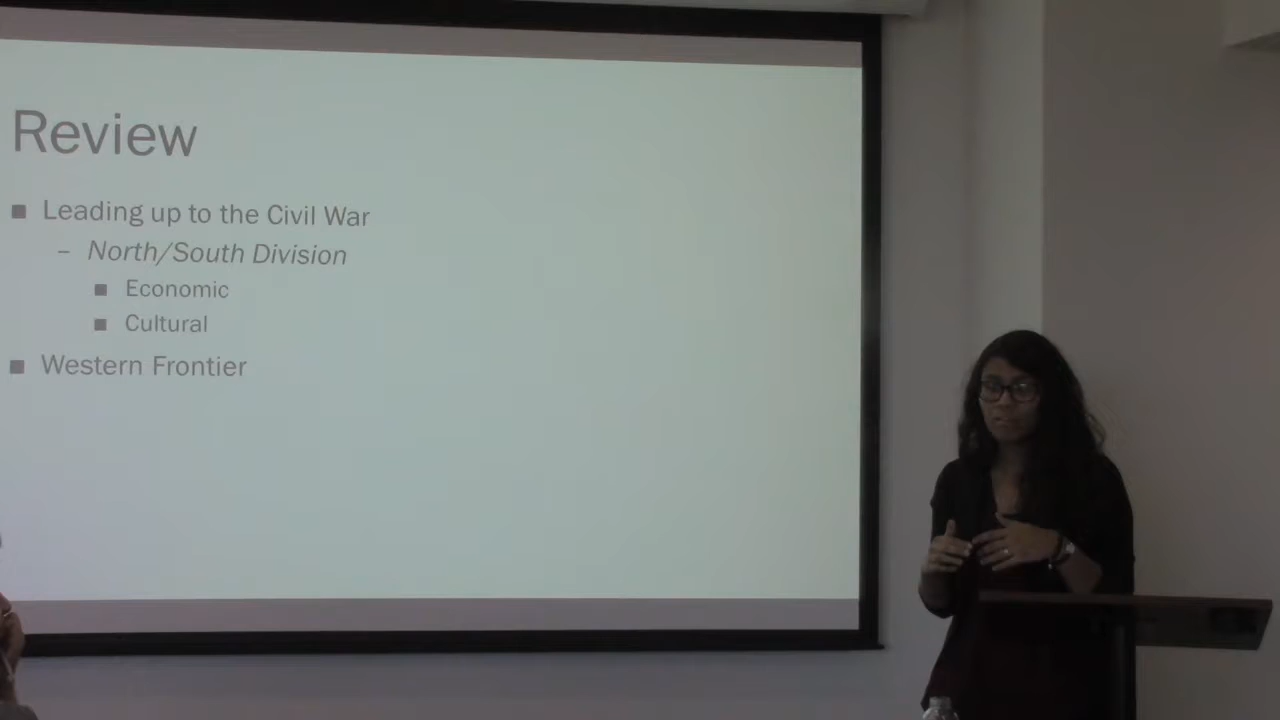 Review
Leading up to the Civil War
– North/South Division
Economic
Cultural
Western Frontier